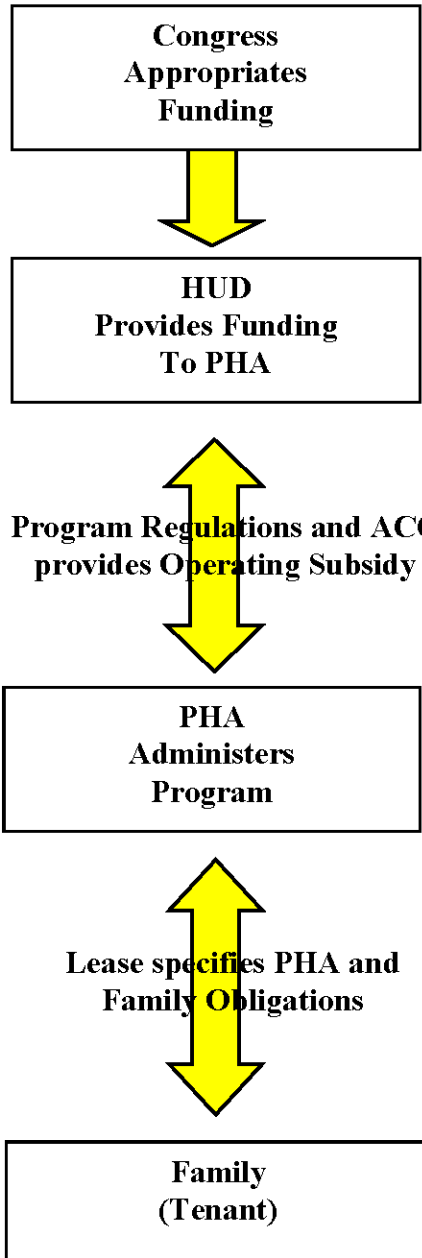 Congress
Appropriates
Funding
HUD
Provides Funding
To PHA
Program Regulations and ACC
provides Operating Subsidy
PHA
Administers
Program
Lease specifies PHA and
Family Obligations
Family
(Tenant)